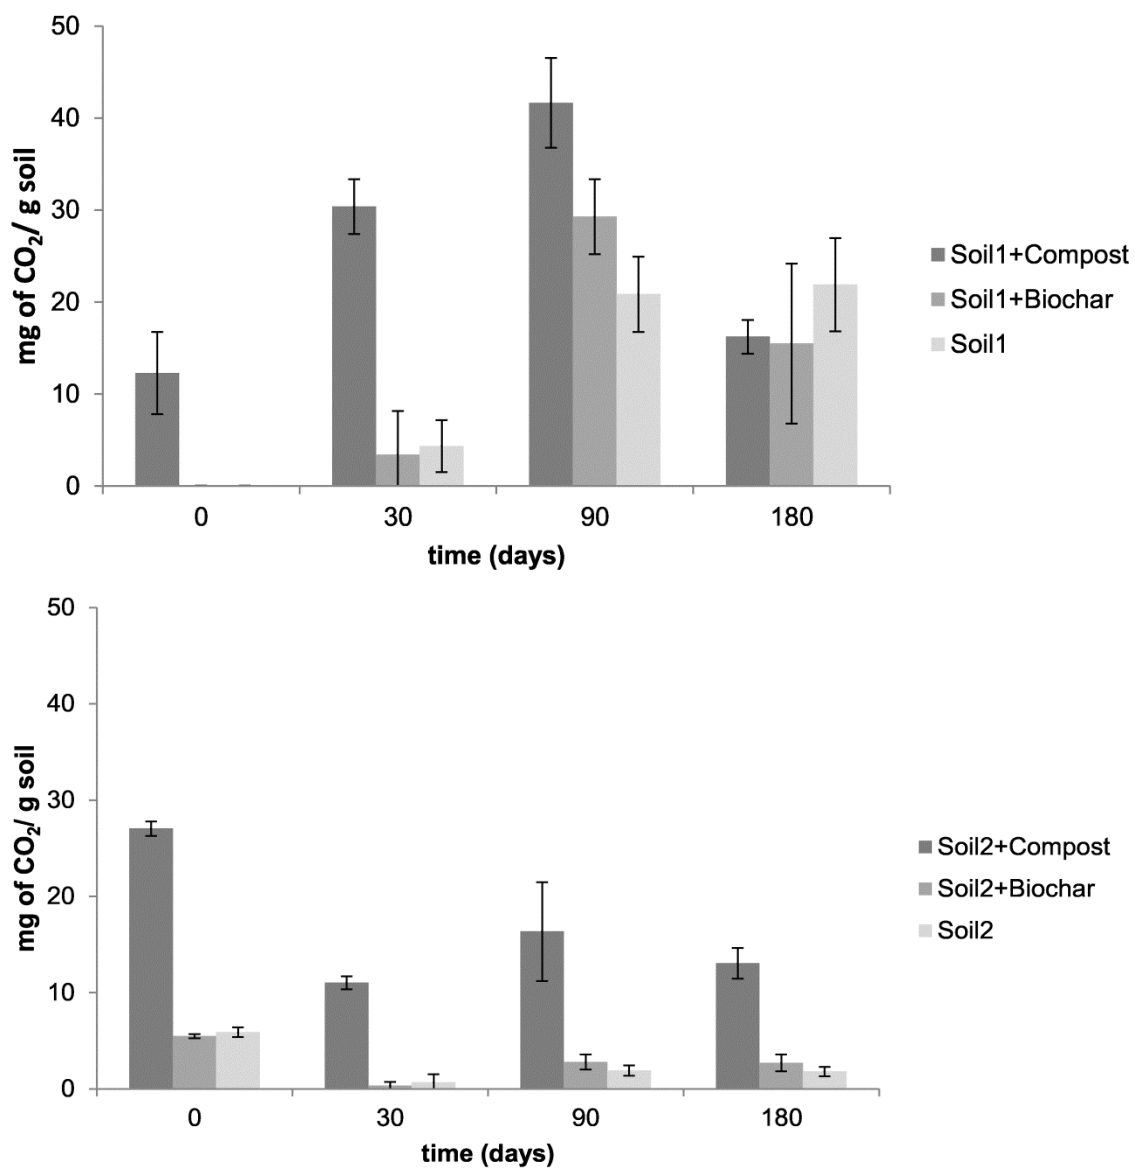 50
40
30
20
10
0
mg of CO₂/ g soil
0 30 90 180
time (days)
Soil1+Compost
Soil1+Biochar
Soil1
50
40
30
20
10
0
mg of CO₂/ g soil
0 30 90 180
time (days)
Soil2+Compost
Soil2+Biochar
Soil2